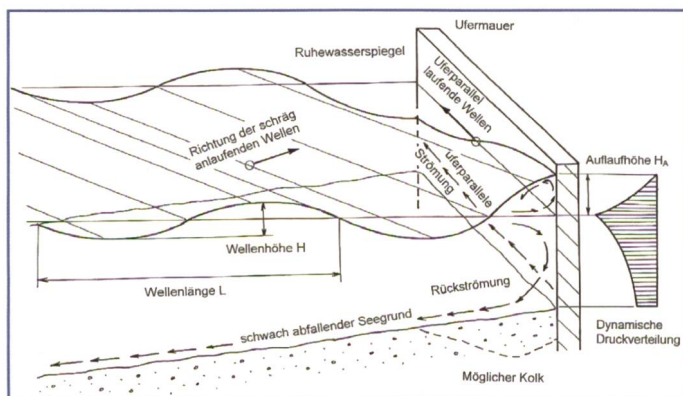 Ufermauer
Ruhewasserspiegel
Uferparallel
laufende Wellen
Richtung der schräg
anlaufenden Wellen
Uferparallele
Strömung
Auflaufhöhe HA
Wellenhöhe H
Wellenlänge L
Rückströmung
schwach abfallender Seegrund
Dynamische
Druckverteilung
Möglicher Kolk